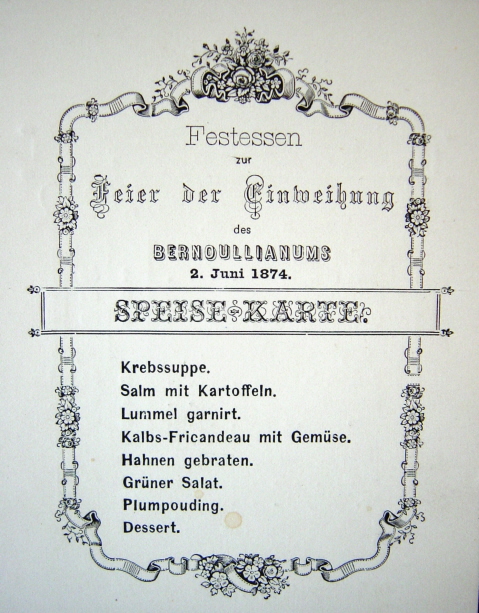 Festessen
zur
Feier der Einweihung
des
BERNOULLIANUMS
2. Juni 1874.
SPEISE-KARTE.
Krebssuppe.
Salm mit Kartoffeln.
Lummel garnirt.
Kalbs-Fricandeau mit Gemüse.
Hahnen gebraten.
Grüner Salat.
Plumpouding.
Dessert.